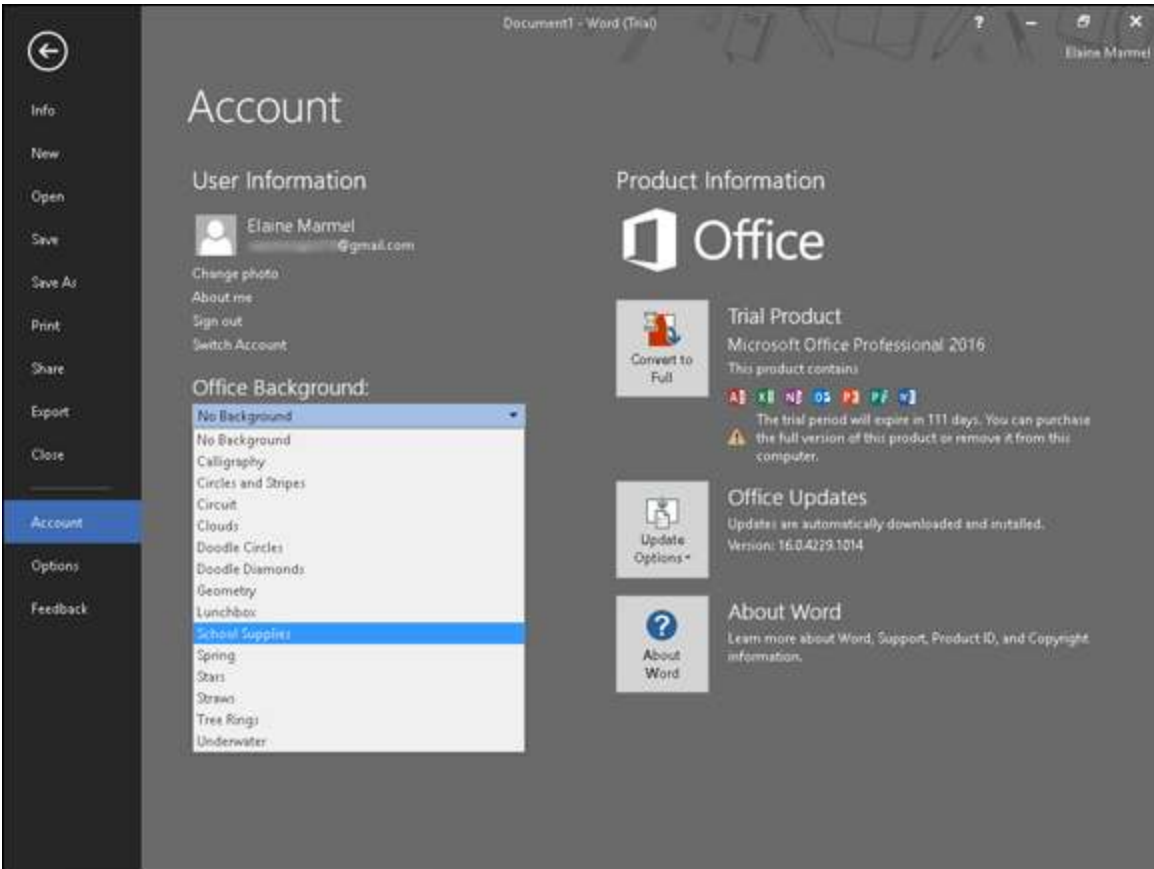 Document1 - Word (Trial)
?
Elaine Marmel
Info
New
Open
Save
Save As
Print
Share
Export
Close
Account
Options
Feedback
Account
User Information
Elaine Marmel
@gmail.com
Change photo
About me
Sign out
Switch Account
Office Background:
No Background
No Background
Calligraphy
Circles and Stripes
Circuit
Clouds
Doodle Circles
Doodle Diamonds
Geometry
Lunchbox
School Supplies
Spring
Stars
Straws
Tree Rings
Underwater
Product Information
Office
Convert to
Full
Trial Product
Microsoft Office Professional 2016
This product contains
The trial period will expire in 111 days. You can purchase
the full version of this product or remove it from this
computer.
Update
Options
Office Updates
Updates are automatically downloaded and installed.
Version: 16.0.4229.1014
?
About
Word
About Word
Learn more about Word, Support, Product ID, and Copyright
information.